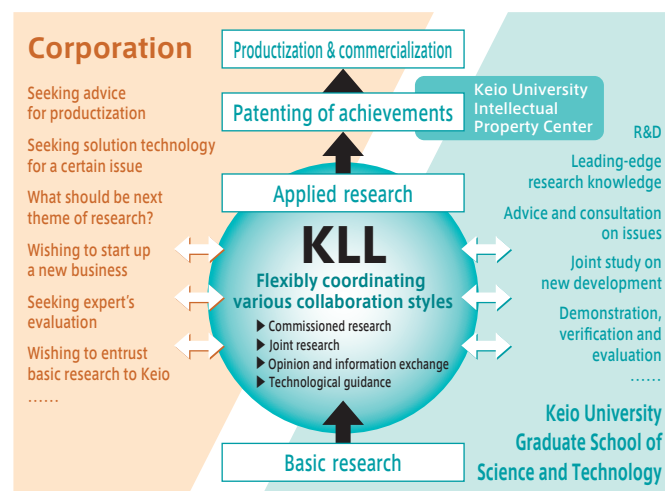 Corporation
Seeking advice
for productization
Seeking solution technology
for a certain issue
What should be next
theme of research?
Wishing to start up
a new business
Seeking expert's
evaluation
Wishing to entrust
basic research to Keio
......
Productization & commercialization
Patenting of achievements
Keio University
Intellectual
Property Center
Applied research
KLL
Flexibly coordinating
various collaboration styles
▶ Commissioned research
▶ Joint research
▶ Opinion and information exchange
▶ Technological guidance
Basic research
R&D
Leading-edge
research knowledge
Advice and consultation
on issues
Joint study on
new development
Demonstration,
verification and
evaluation
......
Keio University
Graduate School of
Science and Technology